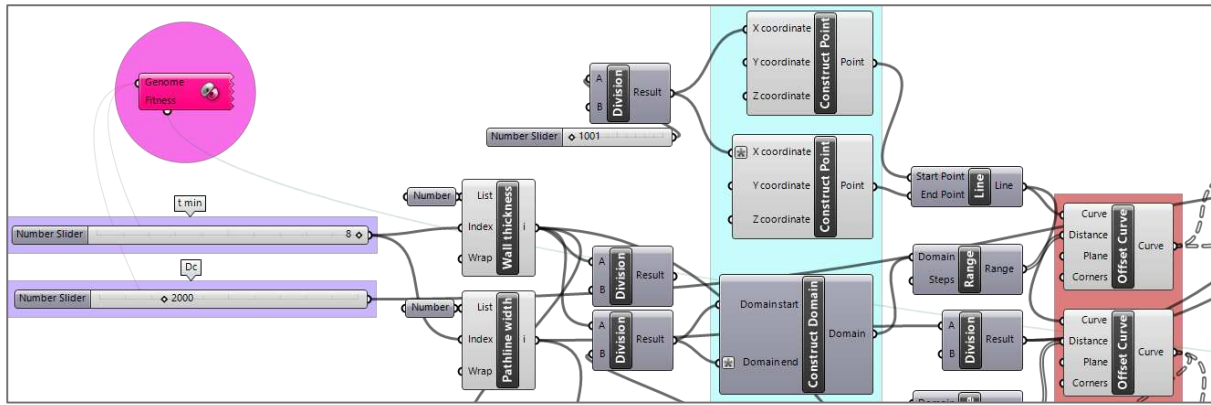 Genome
Fitness
t min
Number Slider 8
Dc
Number Slider 2000
Number
List
Index
Wrap
Wall thickness
i
Number
List
Index
Wrap
Pathline width
i
A
B
Division
Result
Number Slider 1001
A
B
Division
Result
A
B
Division
Result
X coordinate
Y coordinate
Z coordinate
Construct Point
Point
X coordinate
Y coordinate
Z coordinate
Construct Point
Point
Domain start
Domain end
Construct Domain
Domain
Start Point
End Point
Line
Line
Domain
Steps
Range
Range
A
B
Division
Result
Curve
Distance
Plane
Corners
Offset Curve
Curve
Curve
Distance
Plane
Corners
Offset Curve
Curve